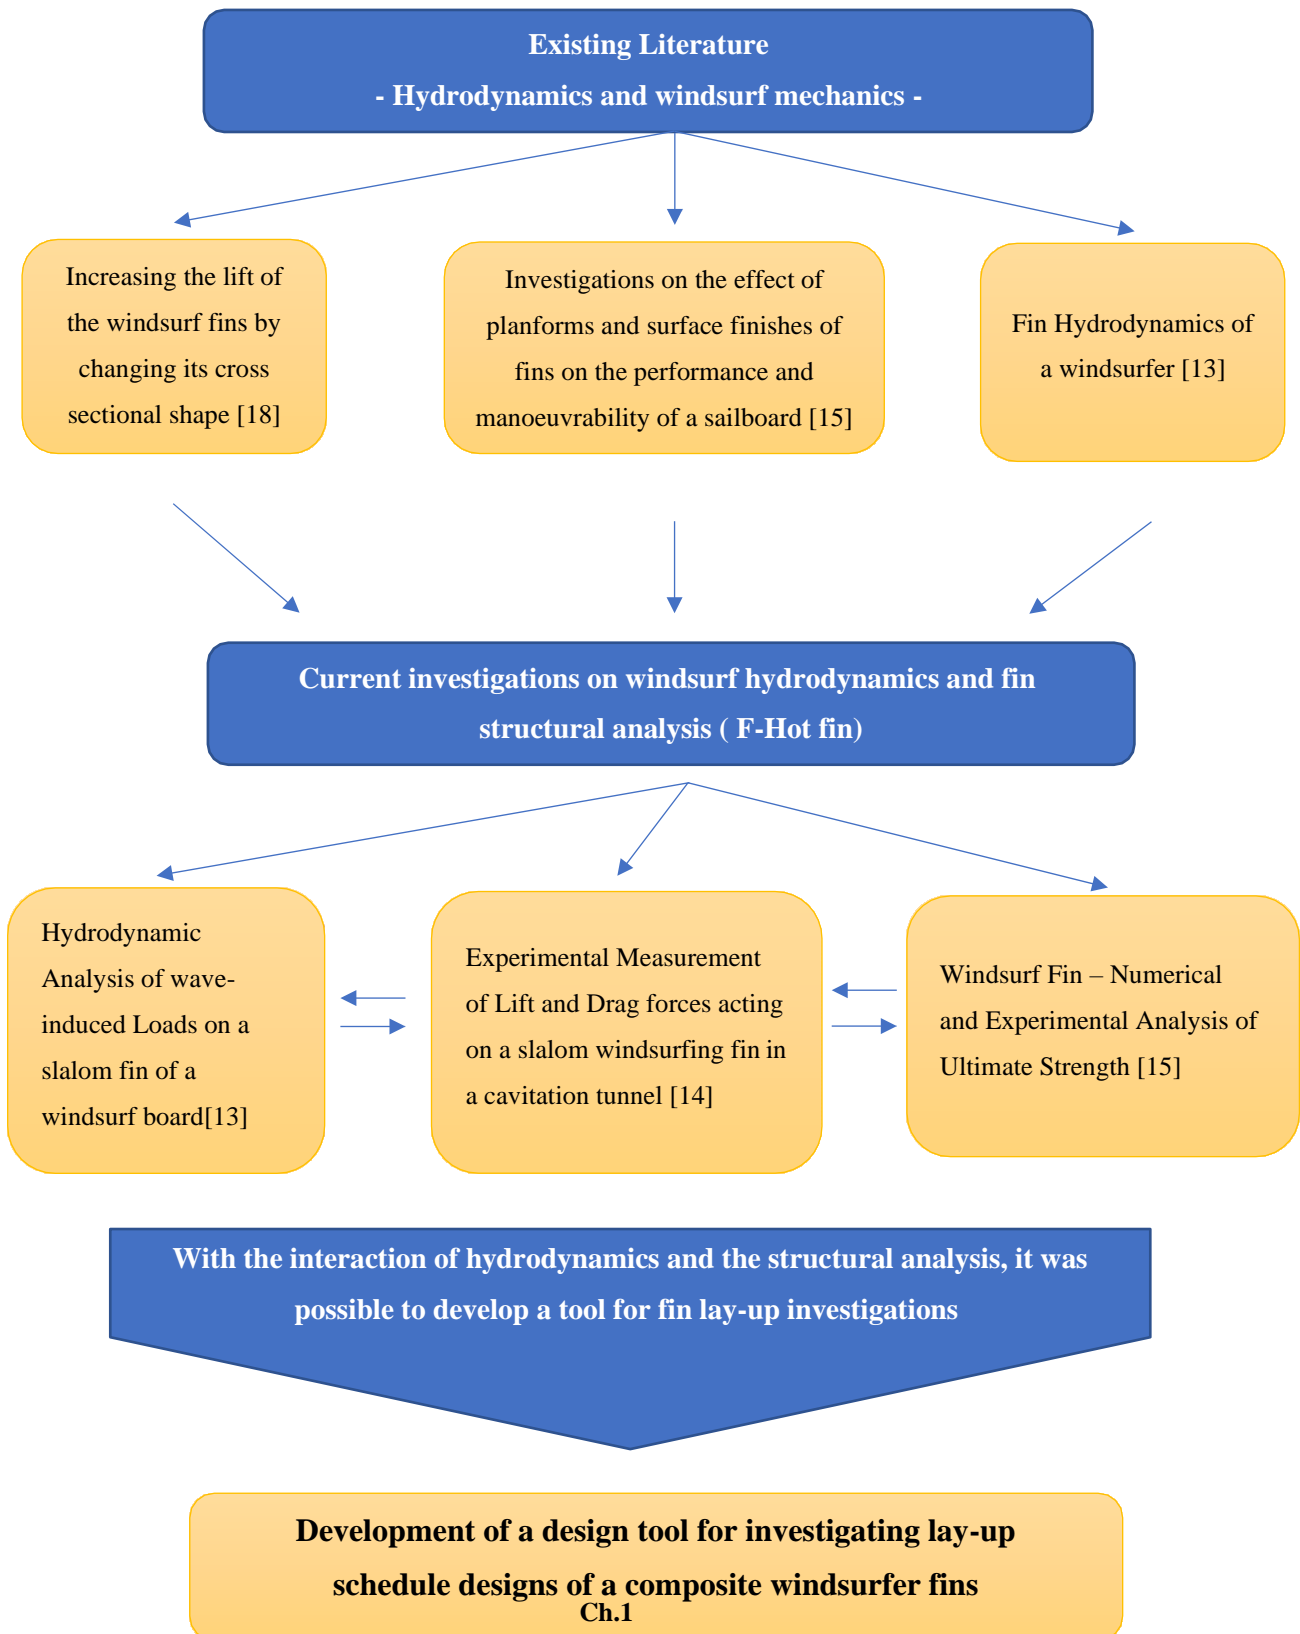 Existing Literature
- Hydrodynamics and windsurf mechanics -
Increasing the lift of
the windsurf fins by
changing its cross
sectional shape [18]
Investigations on the effect of
planforms and surface finishes of
fins on the performance and
manoeuvrability of a sailboard [15]
Fin Hydrodynamics of
a windsurfer [13]
Current investigations on windsurf hydrodynamics and fin
structural analysis ( F-Hot fin)
Hydrodynamic
Analysis of wave-
induced Loads on a
slalom fin of a
windsurf board[13]
Experimental Measurement
of Lift and Drag forces acting
on a slalom windsurfing fin in
a cavitation tunnel [14]
Windsurf Fin – Numerical
and Experimental Analysis of
Ultimate Strength [15]
With the interaction of hydrodynamics and the structural analysis, it was
possible to develop a tool for fin lay-up investigations
Development of a design tool for investigating lay-up
schedule designs of a composite windsurfer fins
Ch.1